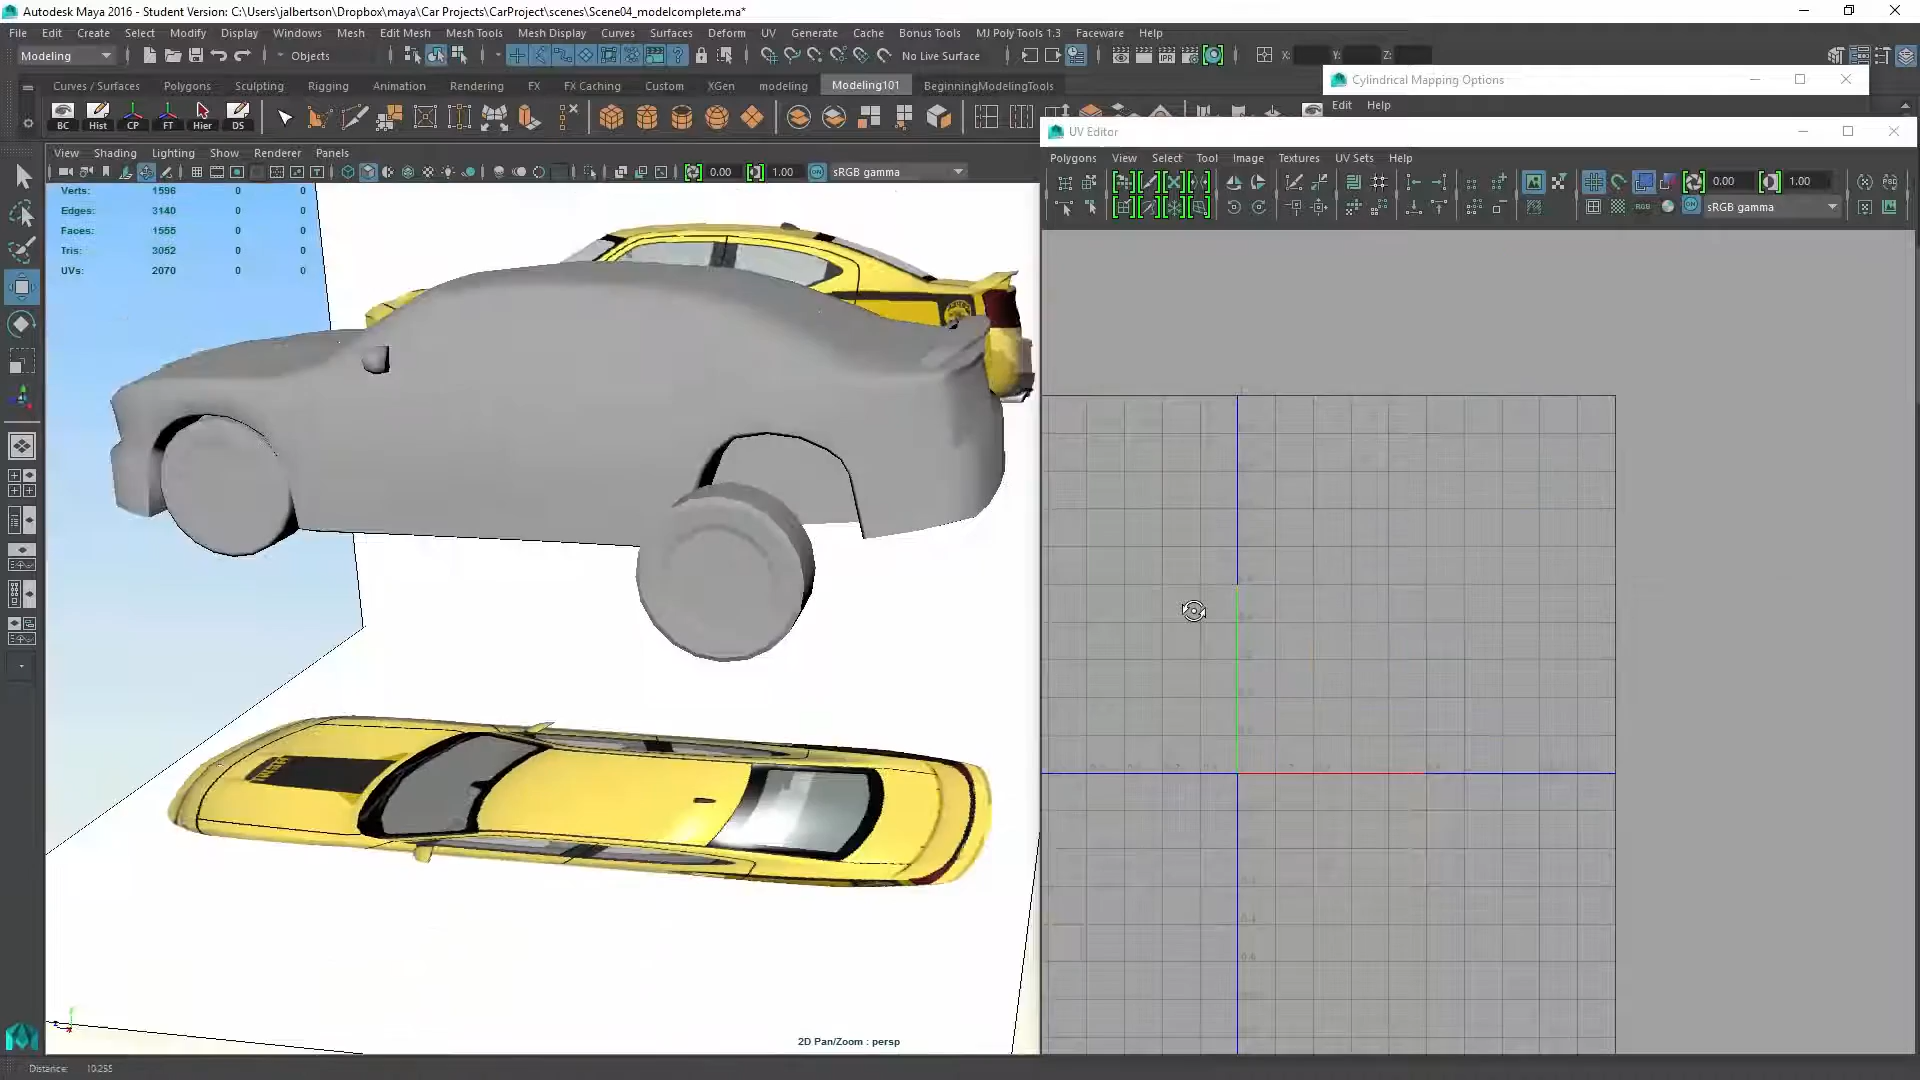 Autodesk Maya 2016 - Student Version: C:\Users\jalbertson\Dropbox\maya\Car Projects\CarProject\scenes\Scene04_modelcomplete.ma*
File Edit Create Select Modify Display Windows Mesh Edit Mesh Mesh Tools Mesh Display Curves Surfaces Deform UV Generate Cache Bonus Tools MJ Poly Tools 1.3 Faceware Help
Modeling Objects No Live Surface X: Y: Z:
Curves / Surfaces Polygons Sculpting Rigging Animation Rendering FX FX Caching Custom XGen modeling Modeling101 BeginningModelingTools
Cylindrical Mapping Options
Edit Help
BC Hist CP FT Hier DS
UV Editor
View Shading Lighting Show Renderer Panels
Polygons View Select Tool Image Textures UV Sets Help
0.00 1.00 sRGB gamma
0.00 1.00
RGB sRGB gamma
Verts: 1596 0 0
Edges: 3140 0 0
Faces: 1555 0 0
Tris: 3052 0 0
UVs: 2070 0 0
2D Pan/Zoom : persp
Distance: 10.255